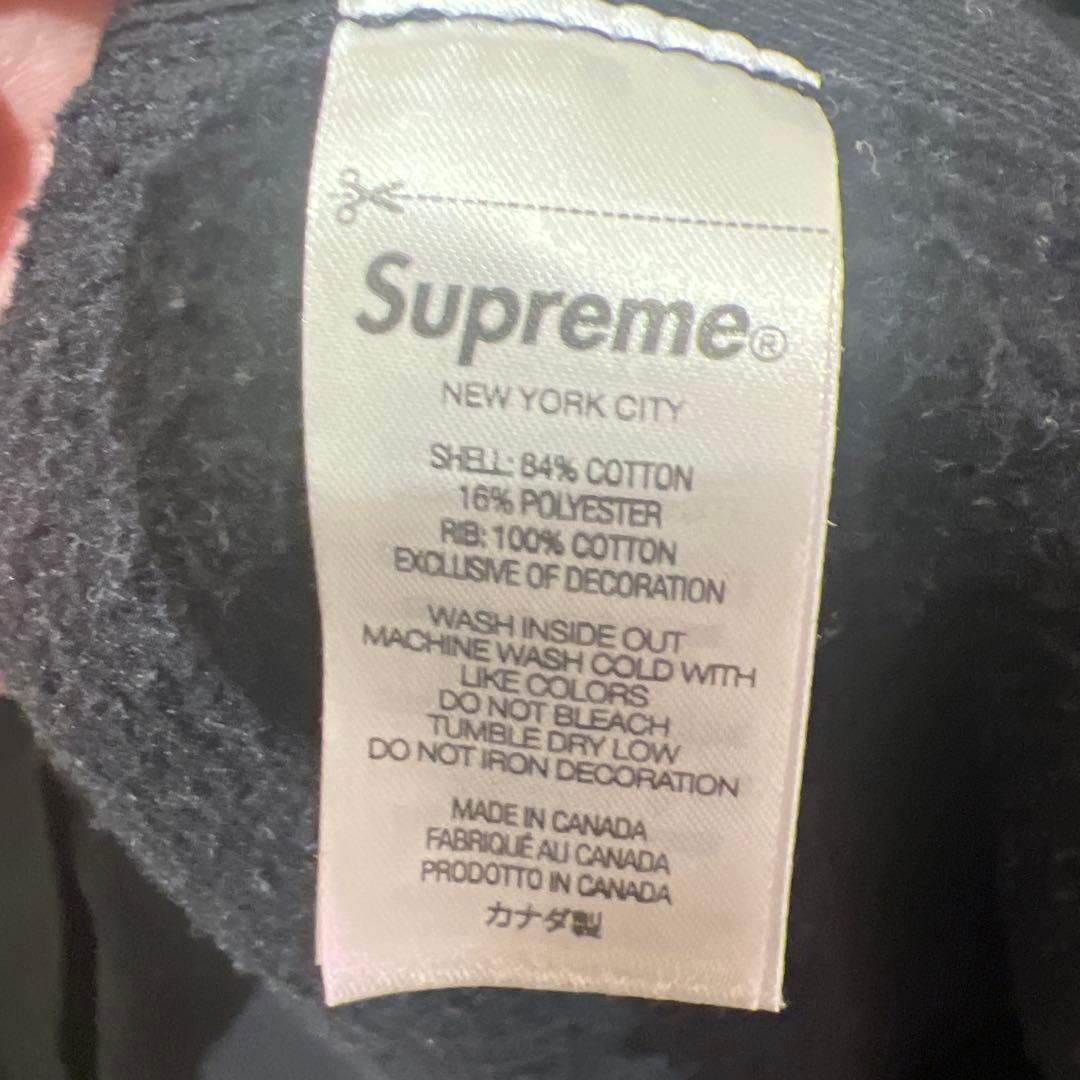 Supreme®
NEW YORK CITY
SHELL: 84% COTTON
16% POLYESTER
RIB: 100% COTTON
EXCLUSIVE OF DECORATION
WASH INSIDE OUT
MACHINE WASH COLD WITH
LIKE COLORS
DO NOT BLEACH
TUMBLE DRY LOW
DO NOT IRON DECORATION
MADE IN CANADA
FABRIQUÉ AU CANADA
PRODOTTO IN CANADA
カナダ製